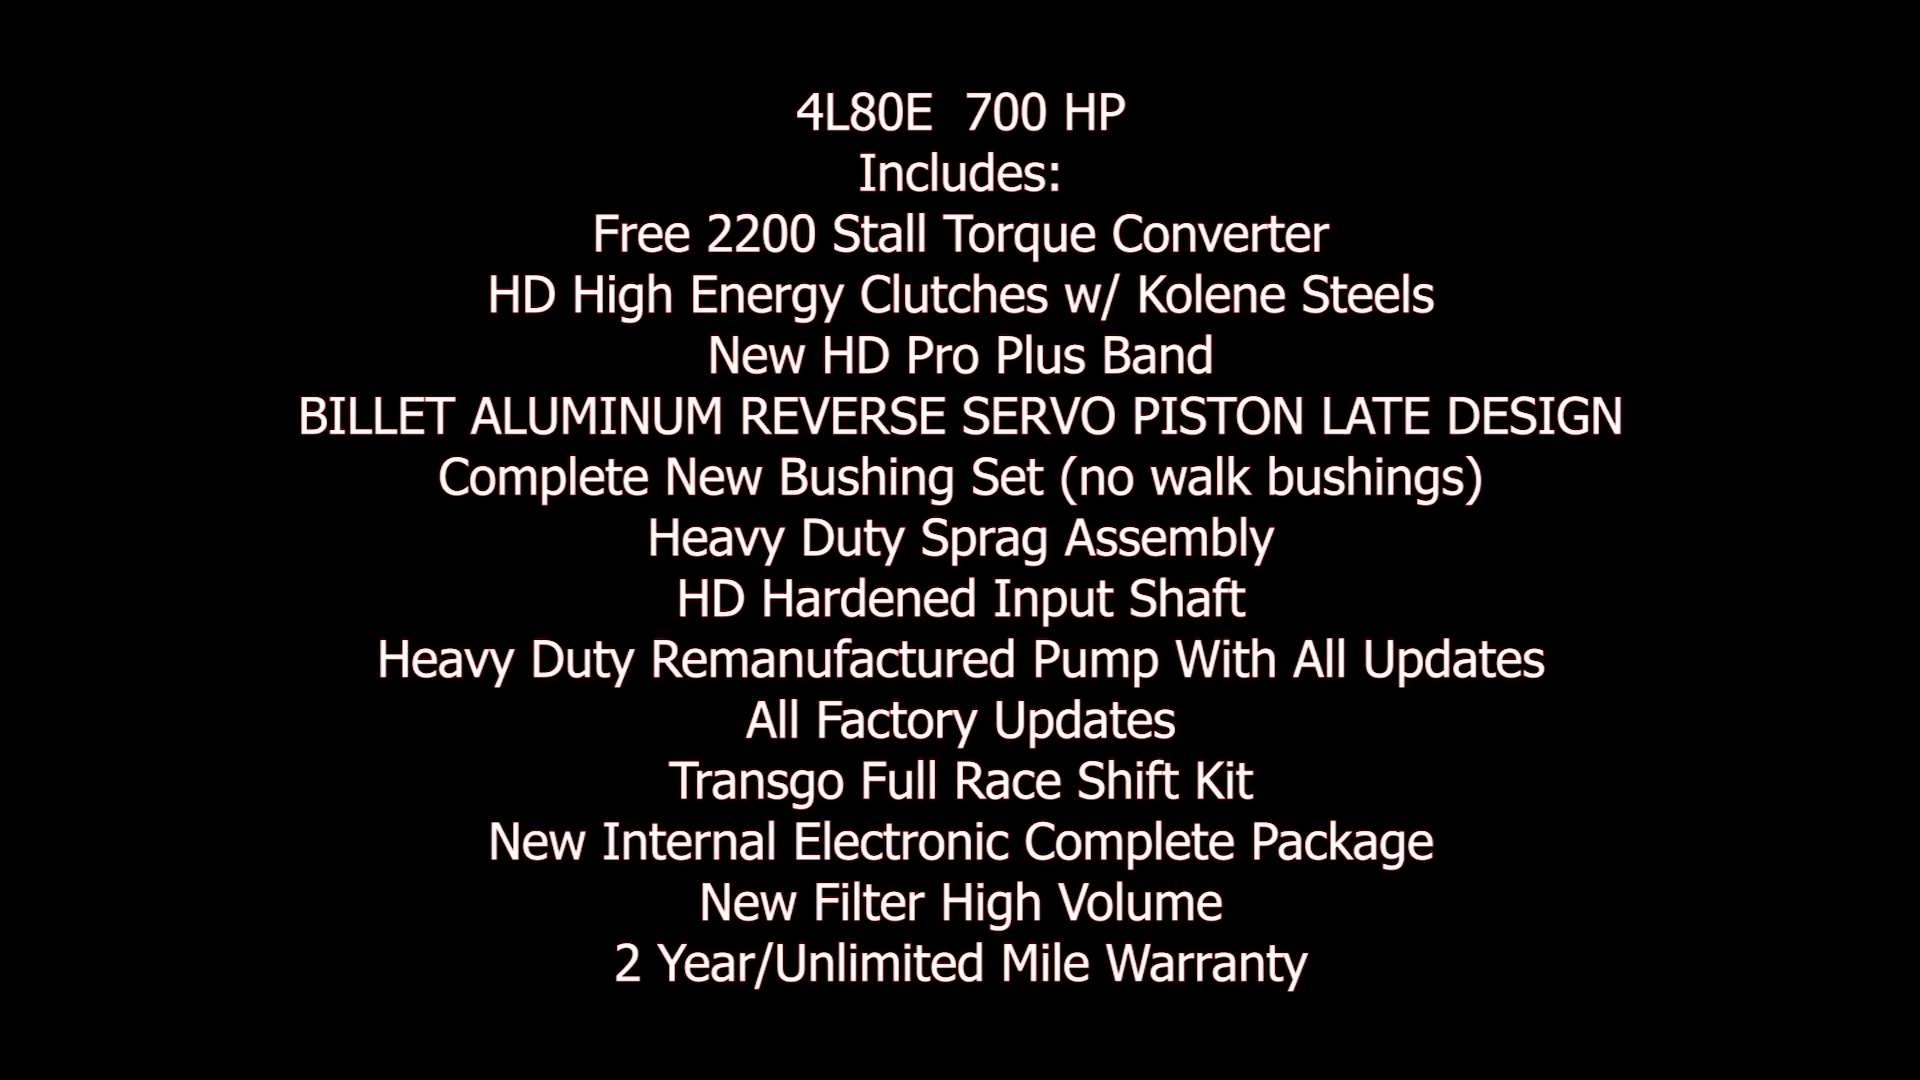 4L80E  700 HP
Includes:
Free 2200 Stall Torque Converter
HD High Energy Clutches w/ Kolene Steels
New HD Pro Plus Band
BILLET ALUMINUM REVERSE SERVO PISTON LATE DESIGN
Complete New Bushing Set (no walk bushings)
Heavy Duty Sprag Assembly
HD Hardened Input Shaft
Heavy Duty Remanufactured Pump With All Updates
All Factory Updates
Transgo Full Race Shift Kit
New Internal Electronic Complete Package
New Filter High Volume
2 Year/Unlimited Mile Warranty